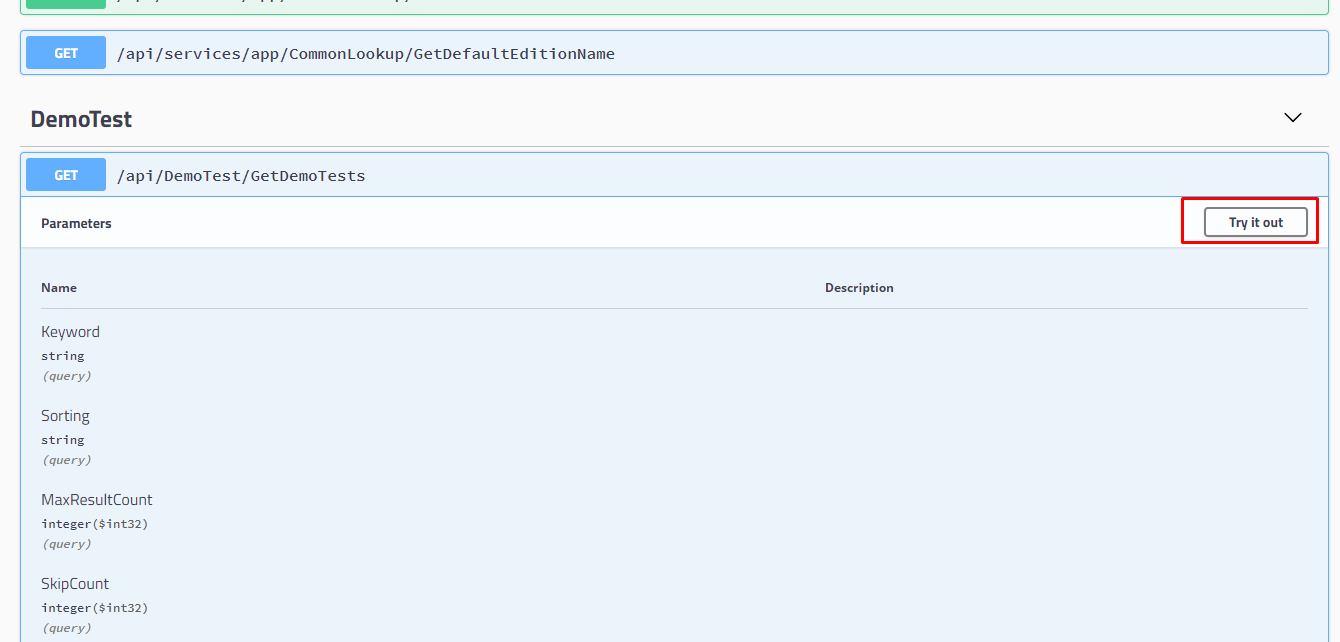 GET /api/services/app/CommonLookup/GetDefaultEditionName
DemoTest
GET /api/DemoTest/GetDemoTests
Parameters Try it out
Name Description
Keyword
string
(query)
Sorting
string
(query)
MaxResultCount
integer($int32)
(query)
SkipCount
integer($int32)
(query)